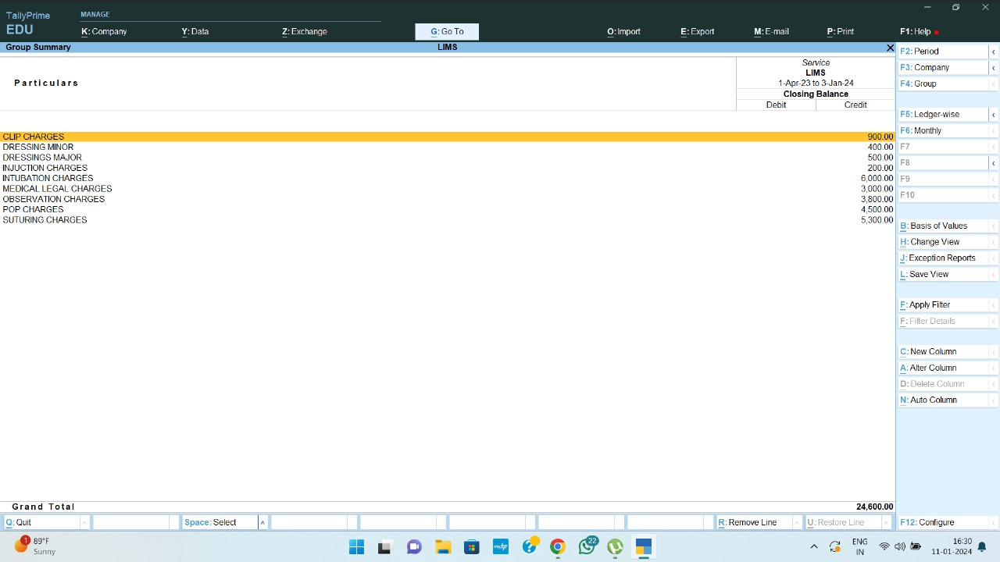 TallyPrime
EDU
MANAGE
K: Company Y: Data Z: Exchange G: Go To O: Import E: Export M: E-mail P: Print F1: Help
Group Summary LIMS
Particulars
Service
LIMS
1-Apr-23 to 3-Jan-24
Closing Balance
Debit Credit
CLIP CHARGES 900.00
DRESSING MINOR 400.00
DRESSINGS MAJOR 500.00
INJUCTION CHARGES 200.00
INTUBATION CHARGES 6,000.00
MEDICAL LEGAL CHARGES 3,000.00
OBSERVATION CHARGES 3,800.00
POP CHARGES 4,500.00
SUTURING CHARGES 5,300.00
Grand Total 24,600.00
F2: Period
F3: Company
F4: Group
F5: Ledger-wise
F6: Monthly
F7
F8
F9
F10
B: Basis of Values
H: Change View
J: Exception Reports
L: Save View
F: Apply Filter
F: Filter Details
C: New Column
A: Alter Column
D: Delete Column
N: Auto Column
F12: Configure
Q: Quit Space: Select R: Remove Line U: Restore Line
1
89°F
Sunny
22
ENG
IN
16:30
11-01-2024